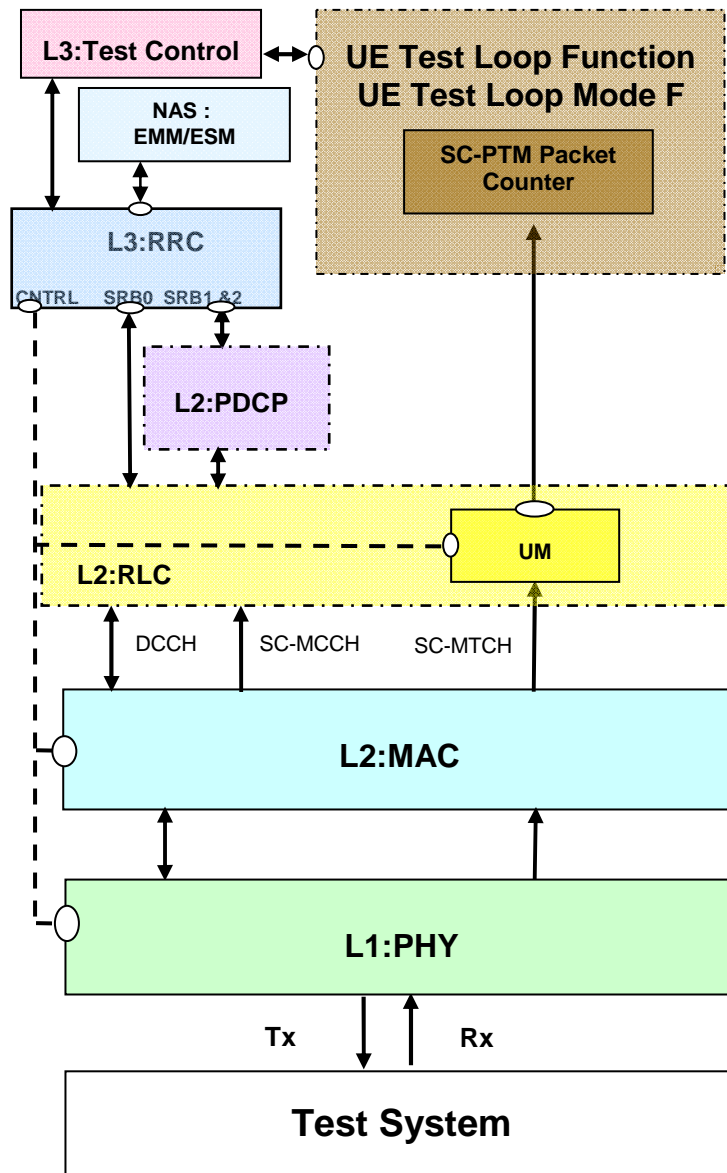 L3:Test Control
UE Test Loop Function
UE Test Loop Mode F
NAS :
EMM/ESM
SC-PTM Packet
Counter
L3:RRC
CNTRL SRB0 SRB1 &2
L2:PDCP
UM
L2:RLC
DCCH SC-MCCH SC-MTCH
L2:MAC
L1:PHY
Tx Rx
Test System